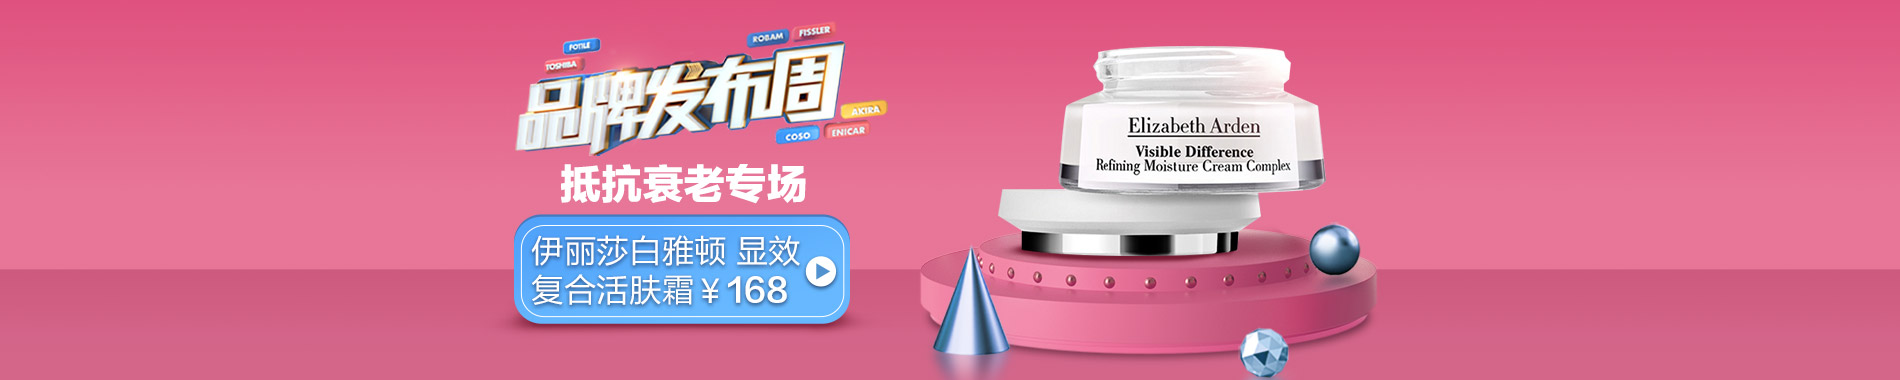 FOTILE
ROBAM
FISSLER
TOSHIBA
品牌发布周
AKIRA
COSO
ENICAR
抵抗衰老专场
伊丽莎白雅顿 显效
复合活肤霜￥168
Elizabeth Arden
Visible Difference
Refining Moisture Cream Complex